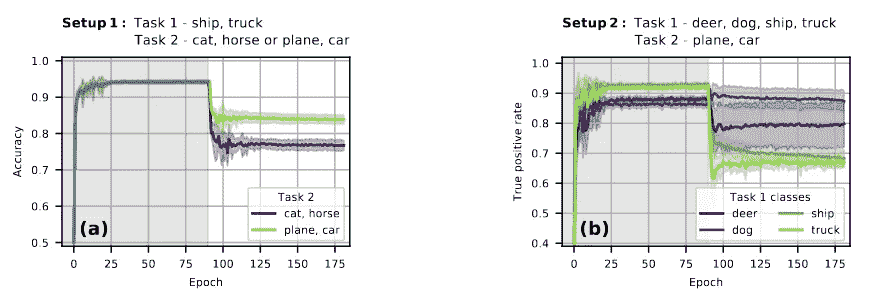 Setup 1: Task 1 - ship, truck
Task 2 - cat, horse or plane, car
Accuracy
1.0
0.9
0.8
0.7
0.6
0.5
(a)
Task 2
cat, horse
plane, car
0 25 50 75 100 125 150 175
Epoch
Setup 2: Task 1 - deer, dog, ship, truck
Task 2 - plane, car
True positive rate
1.0
0.9
0.8
0.7
0.6
0.5
0.4
(b)
Task 1 classes
deer ship
dog truck
0 25 50 75 100 125 150 175
Epoch